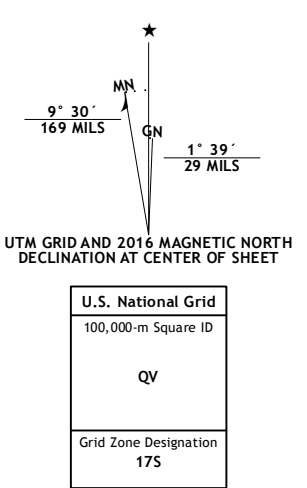 ★
MN
9° 30´
169 MILS
GN
1° 39´
29 MILS
UTM GRID AND 2016 MAGNETIC NORTH
DECLINATION AT CENTER OF SHEET
U.S. National Grid
100,000-m Square ID
QV
Grid Zone Designation
17S